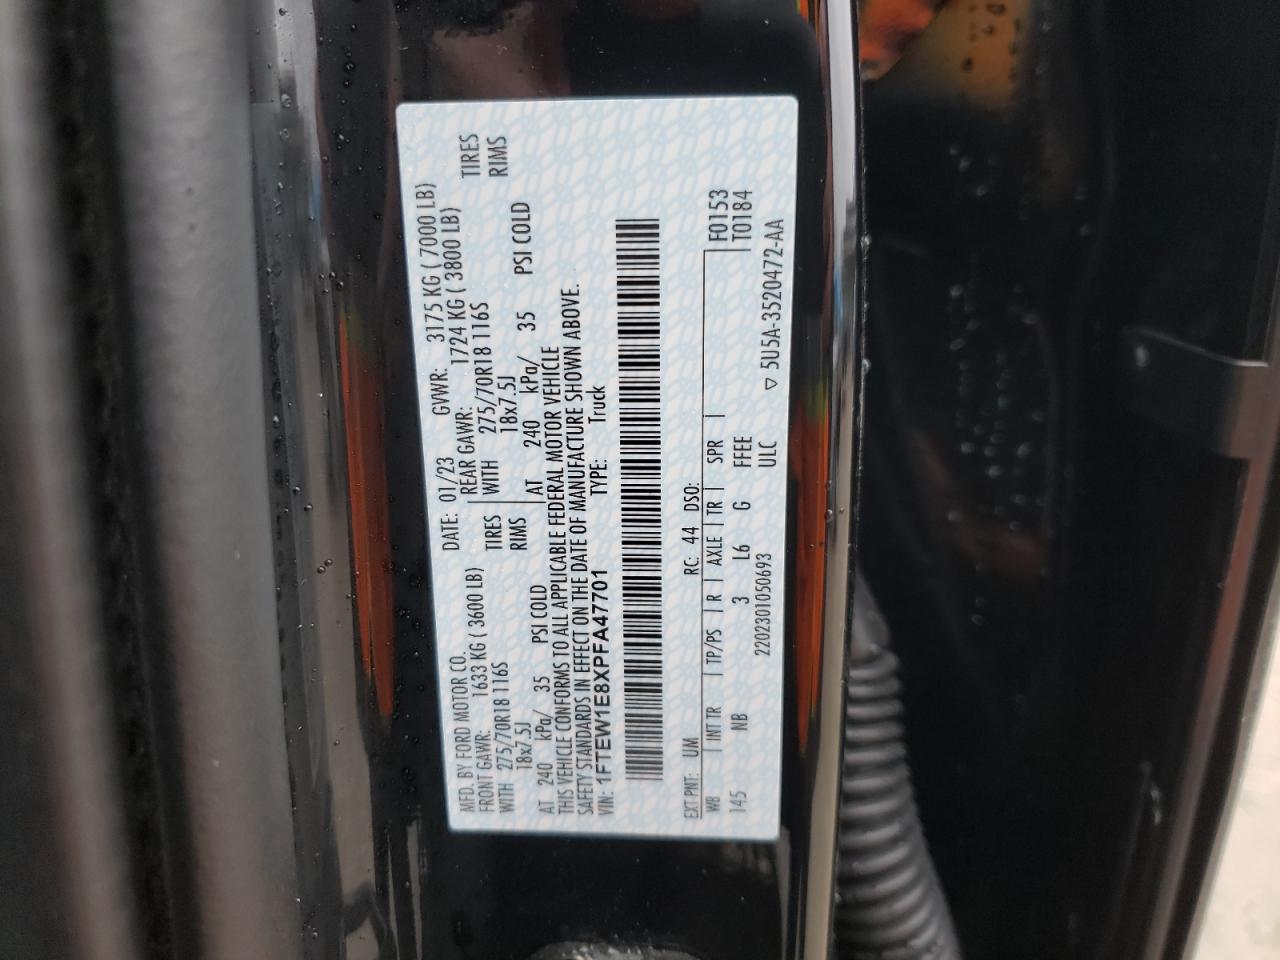 MFD. BY FORD MOTOR CO.
DATE: 01/23 GVWR: 3175 KG ( 7000 LB)
FRONT GAWR: 1633 KG ( 3600 LB) REAR GAWR: 1724 KG ( 3800 LB)
WITH 275/70R18 116S TIRES WITH 275/70R18 116S TIRES
18x7.5J RIMS 18x7.5J RIMS
AT 240 kPa/ 35 PSI COLD AT 240 kPa/ 35 PSI COLD
THIS VEHICLE CONFORMS TO ALL APPLICABLE FEDERAL MOTOR VEHICLE
SAFETY STANDARDS IN EFFECT ON THE DATE OF MANUFACTURE SHOWN ABOVE.
VIN: 1FTEW1E8XPFA47701 TYPE: Truck
EXT PNT: UM RC: 44 DSO:
WB INT TR TP/PS R AXLE TR SPR F0153
145 NB 3 L6 G FFEE T0184
2202301050693 ULC
▽ 5U5A-3520472-AA